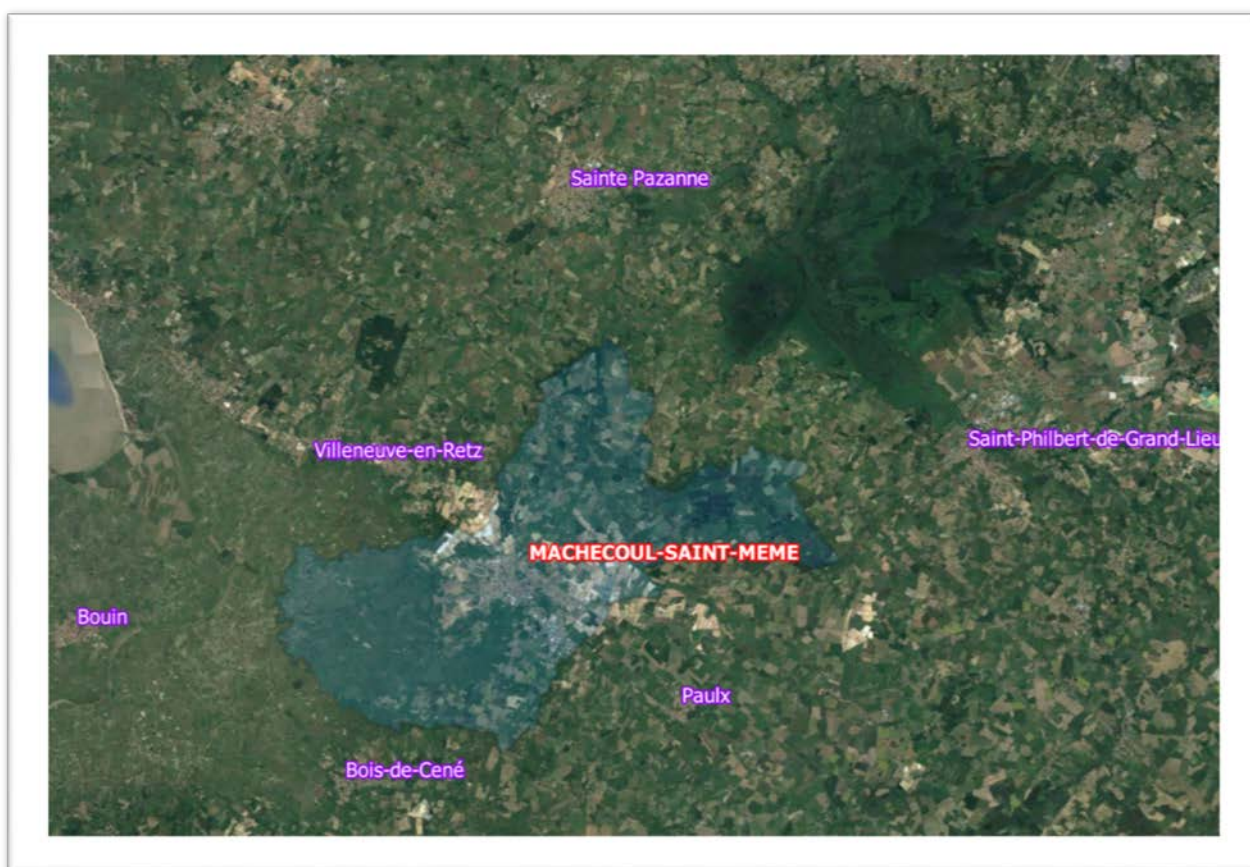 Sainte Pazanne
Saint-Philbert-de-Grand-Lieu
Villeneuve-en-Retz
MACHECOUL-SAINT-MEME
Bouin
Paulx
Bois-de-Cené